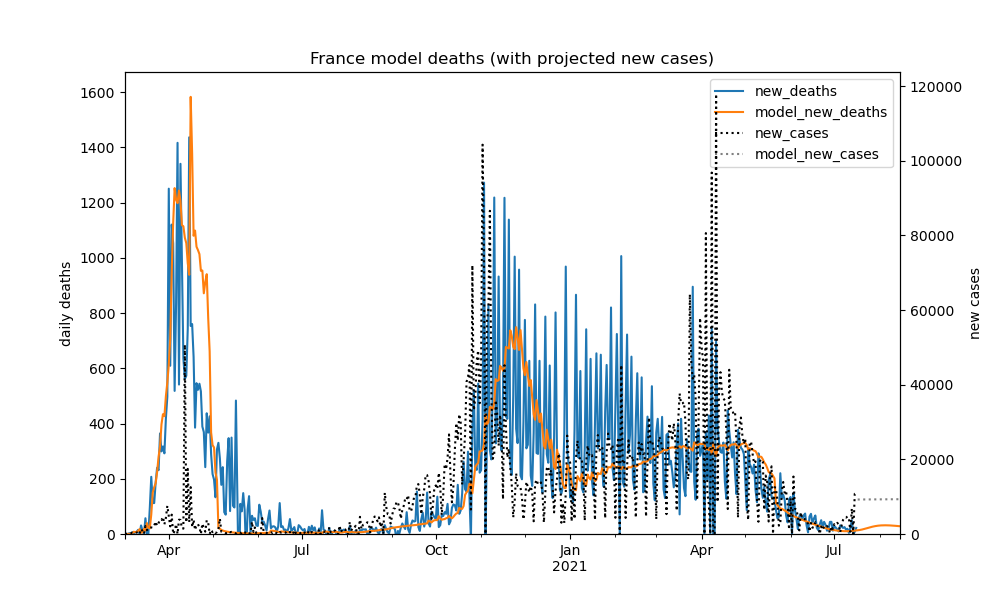 France model deaths (with projected new cases)
1600
1400
1200
1000
800
600
400
200
0
daily deaths
120000
100000
80000
60000
40000
20000
0
new cases
new_deaths
model_new_deaths
new_cases
model_new_cases
Apr
Jul
Oct
Jan
2021
Apr
Jul